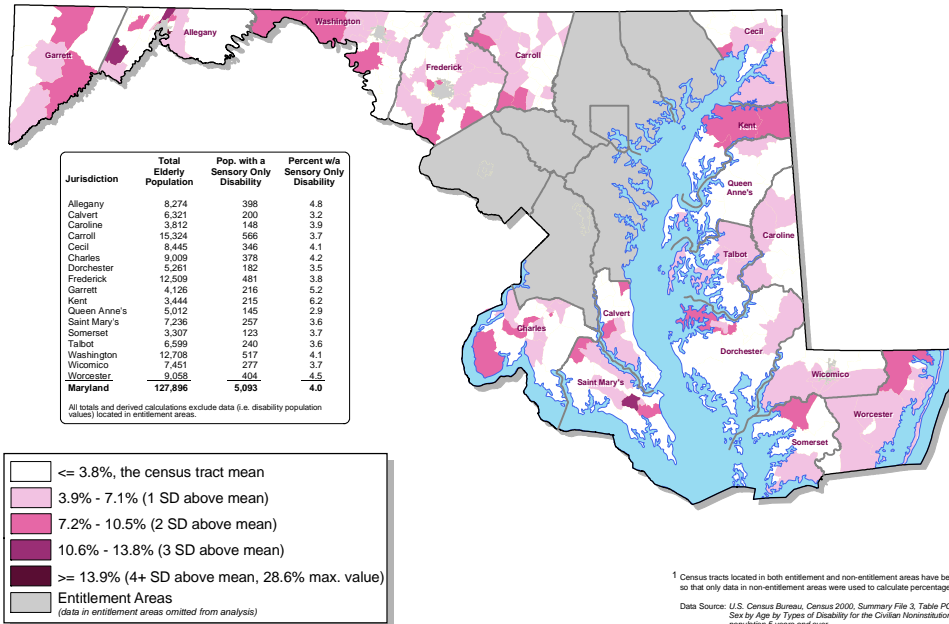 Garrett
Allegany
Washington
Frederick
Carroll
Cecil
Kent
Queen
Anne's
Caroline
Talbot
Calvert
Charles
Dorchester
Saint Mary's
Wicomico
Worcester
Somerset
Jurisdiction Total Elderly Population Pop. with a Sensory Only Disability Percent w/a Sensory Only Disability
Allegany 8,274 398 4.8
Calvert 6,321 200 3.2
Caroline 3,812 148 3.9
Carroll 15,324 566 3.7
Cecil 8,445 346 4.1
Charles 9,009 378 4.2
Dorchester 5,261 182 3.5
Frederick 12,509 481 3.8
Garrett 4,126 216 5.2
Kent 3,444 215 6.2
Queen Anne's 5,012 145 2.9
Saint Mary's 7,236 257 3.6
Somerset 3,307 123 3.7
Talbot 6,599 240 3.6
Washington 12,708 517 4.1
Wicomico 7,451 277 3.7
Worcester 9,058 404 4.5
Maryland 127,896 5,093 4.0
All totals and derived calculations exclude data (i.e. disability population
values) located in entitlement areas.
<= 3.8%, the census tract mean
3.9% - 7.1% (1 SD above mean)
7.2% - 10.5% (2 SD above mean)
10.6% - 13.8% (3 SD above mean)
>= 13.9% (4+ SD above mean, 28.6% max. value)
Entitlement Areas
(data in entitlement areas omitted from analysis)
1 Census tracts located in both entitlement and non-entitlement areas have be
so that only data in non-entitlement areas were used to calculate percentage
Data Source: U.S. Census Bureau, Census 2000, Summary File 3, Table PC
Sex by Age by Types of Disability for the Civilian Noninstitution
population 5 years and over